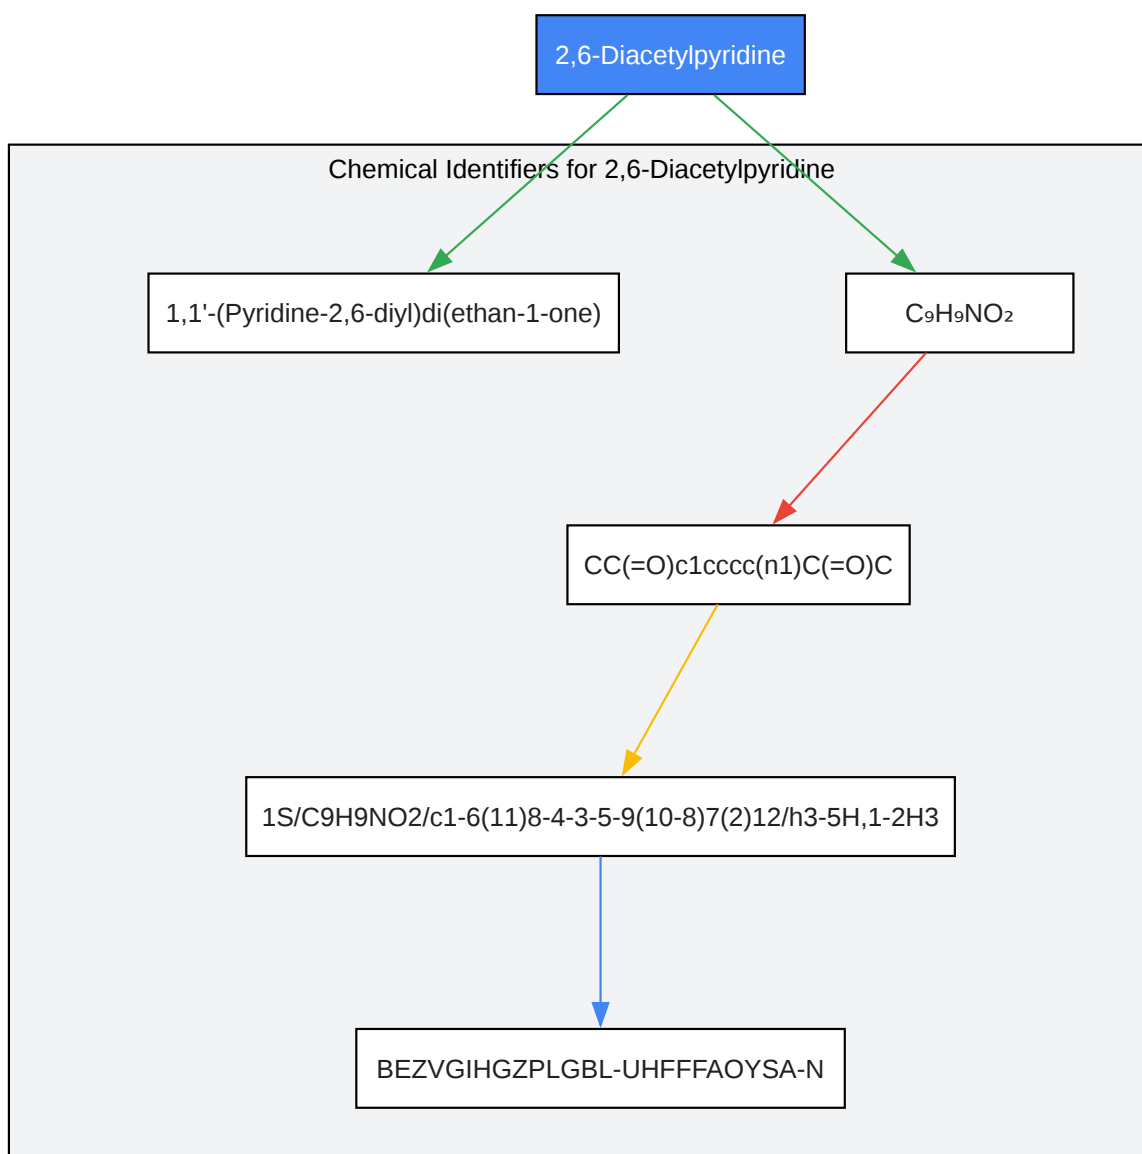 2,6-Diacetylpyridine
Chemical Identifiers for 2,6-Diacetylpyridine
1,1'-(Pyridine-2,6-diyl)di(ethan-1-one)
C₉H₉NO₂
CC(=O)c1cccc(n1)C(=O)C
1S/C9H9NO2/c1-6(11)8-4-3-5-9(10-8)7(2)12/h3-5H,1-2H3
BEZVGIHGZPLGBL-UHFFFAOYSA-N